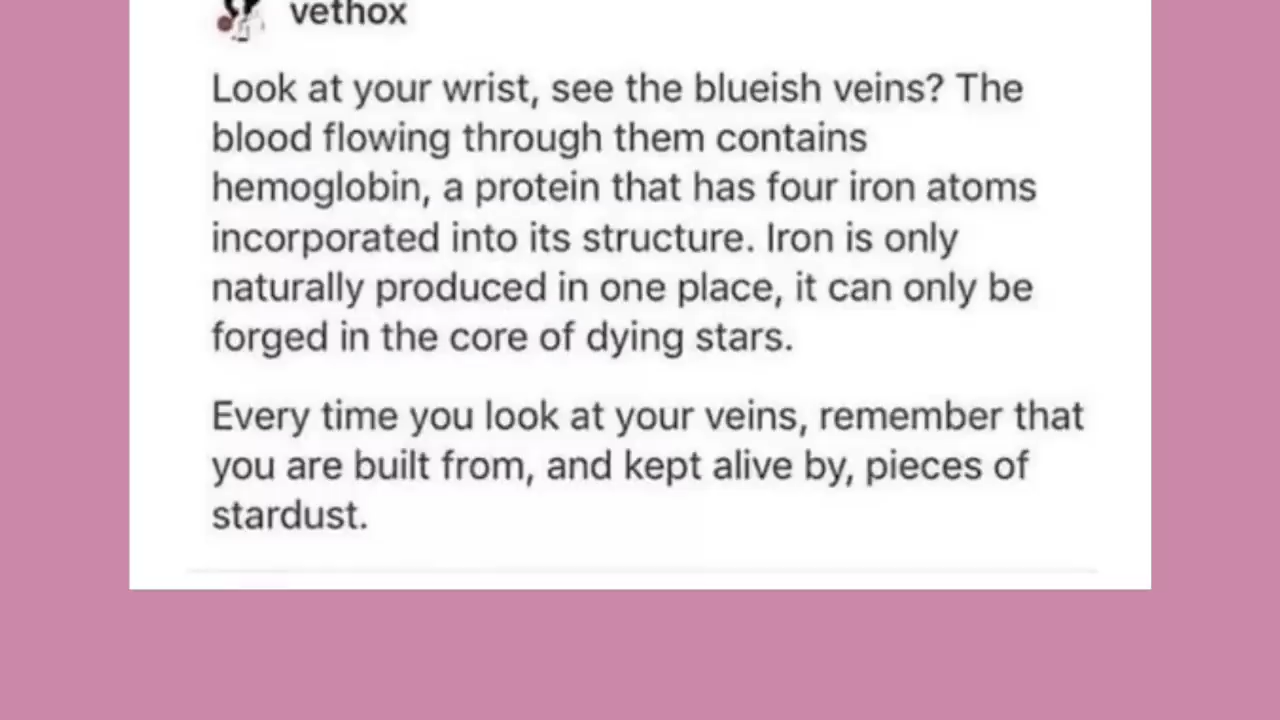 vethox
Look at your wrist, see the blueish veins? The
blood flowing through them contains
hemoglobin, a protein that has four iron atoms
incorporated into its structure. Iron is only
naturally produced in one place, it can only be
forged in the core of dying stars.
Every time you look at your veins, remember that
you are built from, and kept alive by, pieces of
stardust.